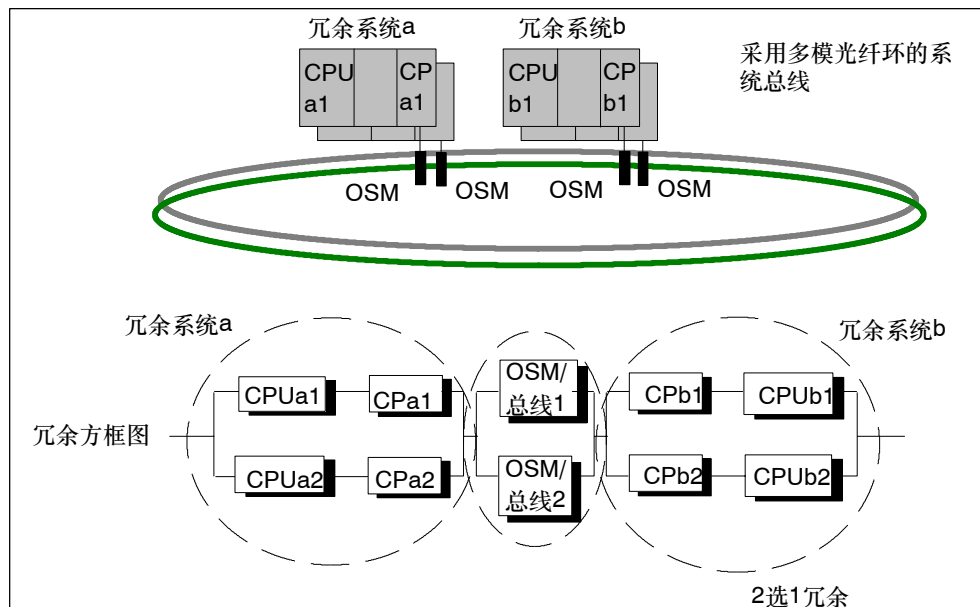 冗余系统a
冗余系统b
采用多模光纤环的系
统总线
CPU
a1
CP
a1
CPU
b1
CP
b1
OSM
OSM
OSM
OSM
冗余系统a
冗余系统b
OSM/
总线1
CPUa1
CPa1
CPb1
CPUb1
冗余方框图
OSM/
总线2
CPUa2
CPa2
CPb2
CPUb2
2选1冗余